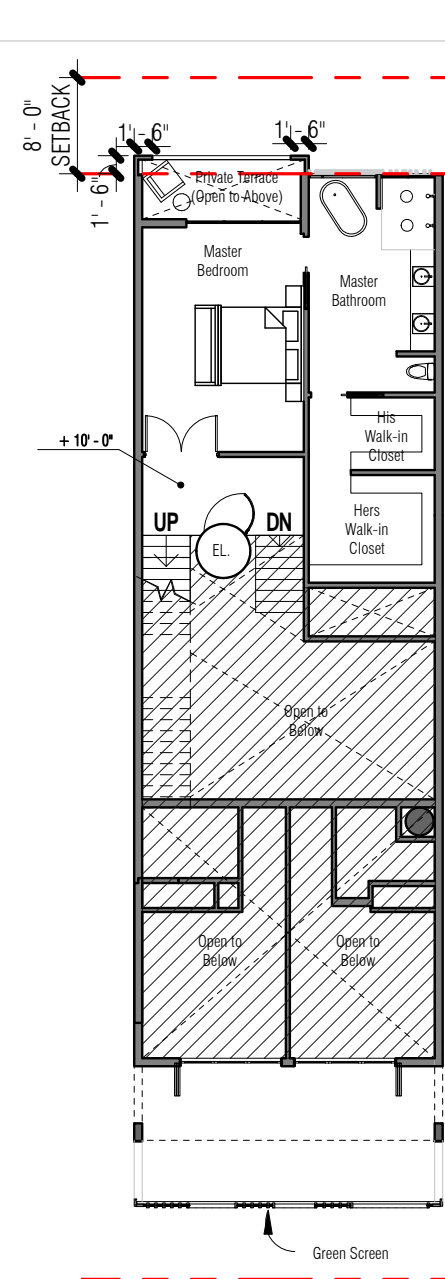 8' - 0"
SETBACK
1' - 6"
1' - 6"
1' - 6"
Private Terrace
(Open to Above)
Master
Bedroom
Master
Bathroom
His
Walk-in
Closet
+ 10' - 0"
Hers
Walk-in
Closet
UP
DN
EL.
Open to
Below
Open to
Below
Open to
Below
Green Screen